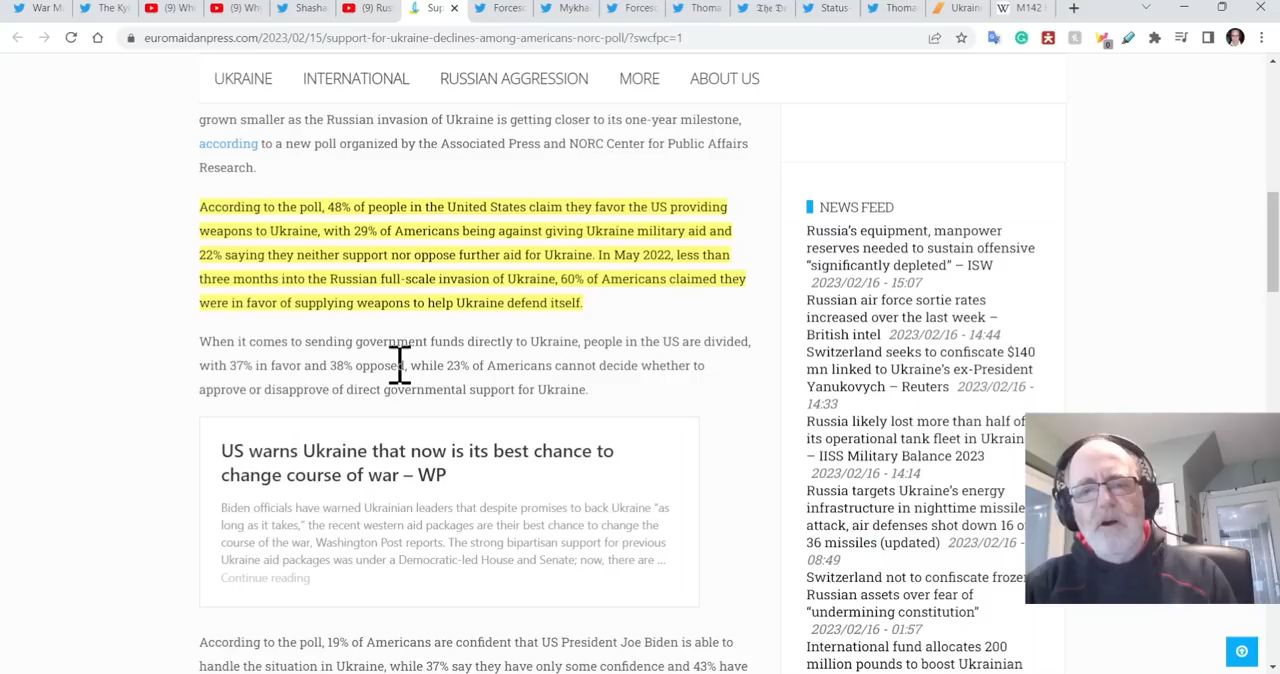 War M
The Ky
(9) Wh
(9) Why
Shasha
(9) Rus
Sup
Forces
Mykha
Forces
Thoma
The Dr
Status-
Thoma
Ukrain
W M142 H
euromaidanpress.com/2023/02/15/support-for-ukraine-declines-among-americans-norc-poll/?swcfpc=1
0
UKRAINE INTERNATIONAL RUSSIAN AGGRESSION MORE ABOUT US
grown smaller as the Russian invasion of Ukraine is getting closer to its one-year milestone,
according to a new poll organized by the Associated Press and NORC Center for Public Affairs
Research.
According to the poll, 48% of people in the United States claim they favor the US providing
weapons to Ukraine, with 29% of Americans being against giving Ukraine military aid and
22% saying they neither support nor oppose further aid for Ukraine. In May 2022, less than
three months into the Russian full-scale invasion of Ukraine, 60% of Americans claimed they
were in favor of supplying weapons to help Ukraine defend itself.
When it comes to sending government funds directly to Ukraine, people in the US are divided,
with 37% in favor and 38% opposed, while 23% of Americans cannot decide whether to
approve or disapprove of direct governmental support for Ukraine.
US warns Ukraine that now is its best chance to
change course of war – WP
Biden officials have warned Ukrainian leaders that despite promises to back Ukraine "as
long as it takes," the recent western aid packages are their best chance to change the
course of the war, Washington Post reports. The strong bipartisan support for previous
Ukraine aid packages was under a Democratic-led House and Senate; now, there are ...
Continue reading
According to the poll, 19% of Americans are confident that US President Joe Biden is able to
handle the situation in Ukraine, while 37% say they have only some confidence and 43% have
NEWS FEED
Russia's equipment, manpower
reserves needed to sustain offensive
"significantly depleted" – ISW
2023/02/16 - 15:07
Russian air force sortie rates
increased over the last week –
British intel 2023/02/16 - 14:44
Switzerland seeks to confiscate $140
mn linked to Ukraine's ex-President
Yanukovych – Reuters 2023/02/16 -
14:33
Russia likely lost more than half of
its operational tank fleet in Ukrain
– IISS Military Balance 2023
2023/02/16 - 14:14
Russia targets Ukraine's energy
infrastructure in nighttime missile
attack, air defenses shot down 16 o
36 missiles (updated) 2023/02/16 -
08:49
Switzerland not to confiscate frozen
Russian assets over fear of
"undermining constitution"
2023/02/16 - 01:57
International fund allocates 200
million pounds to boost Ukrainian